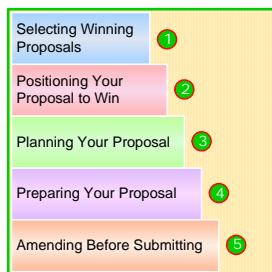 Selecting Winning
Proposals
1
Positioning Your
Proposal to Win
2
Planning Your Proposal
3
Preparing Your Proposal
4
Amending Before Submitting
5